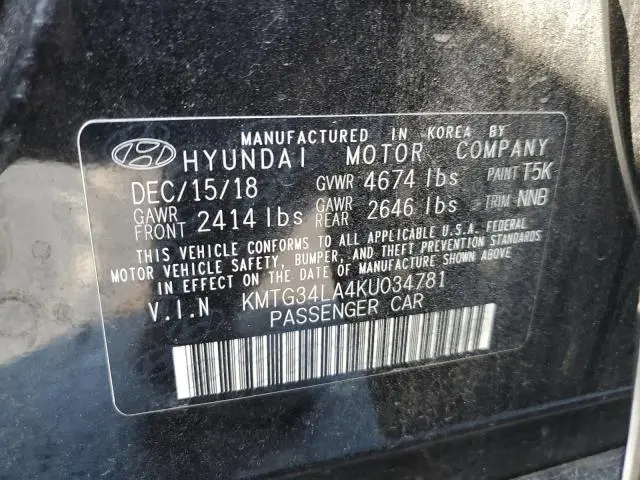 MANUFACTURED IN KOREA BY
HYUNDAI MOTOR COMPANY
DEC/15/18 GVWR 4674 lbs PAINT T5K
GAWR FRONT 2414 lbs GAWR REAR 2646 lbs TRIM NNB
THIS VEHICLE CONFORMS TO ALL APPLICABLE U.S.A. FEDERAL
MOTOR VEHICLE SAFETY, BUMPER, AND THEFT PREVENTION STANDARDS
IN EFFECT ON THE DATE OF MANUFACTURE SHOWN ABOVE
V.I.N KMTG34LA4KU034781
PASSENGER CAR